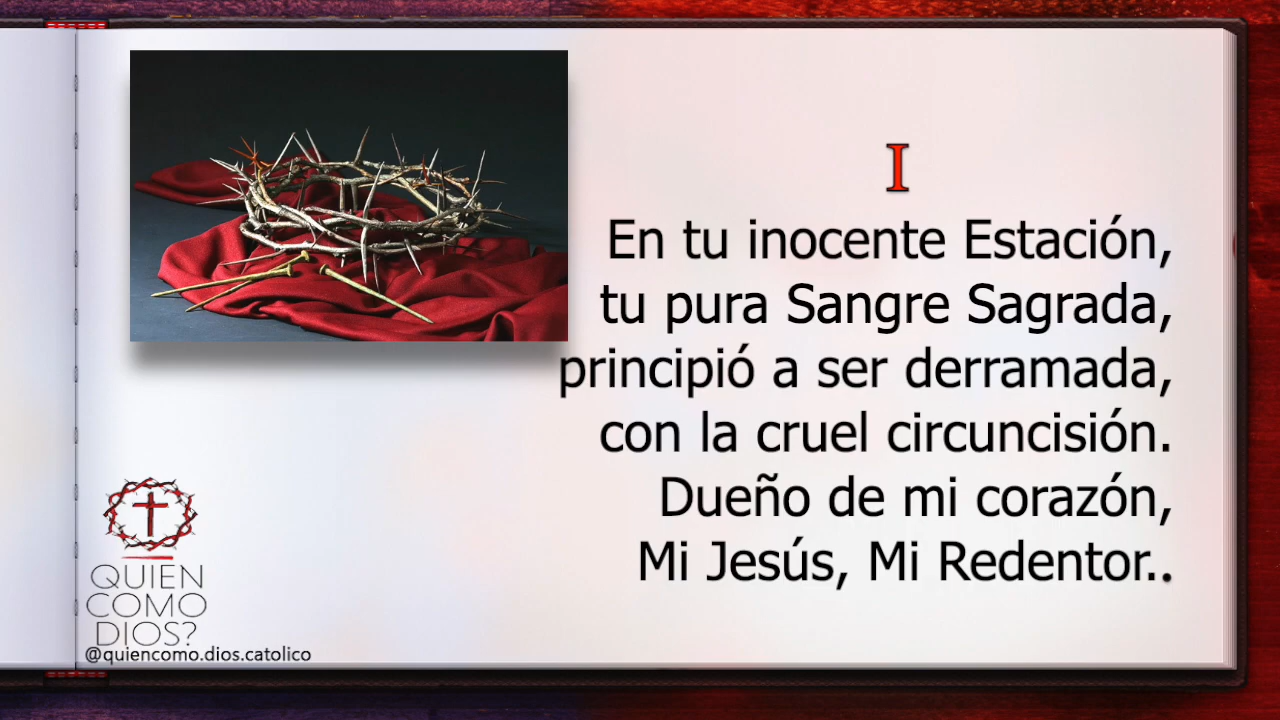 I
En tu inocente Estación,
tu pura Sangre Sagrada,
principió a ser derramada,
con la cruel circuncisión.
Dueño de mi corazón,
Mi Jesús, Mi Redentor..
QUIEN
COMO
DIOS?
@quiencomo.dios.catolico